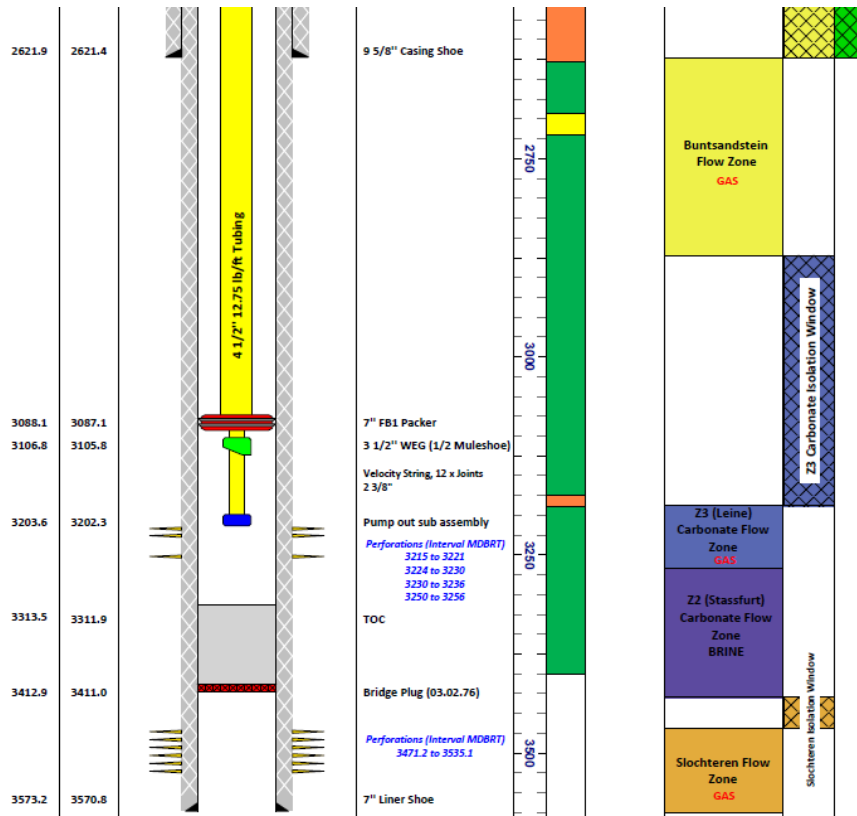 2621.9 2621.4 9 5/8'' Casing Shoe
Buntsandstein
Flow Zone
GAS
2750
4 1/2'' 12.75 lb/ft Tubing
3000
Z3 Carbonate Isolation Window
3088.1 3087.1 7'' FB1 Packer
3106.8 3105.8 3 1/2'' WEG (1/2 Muleshoe)
Velocity String, 12 x Joints
2 3/8''
3203.6 3202.3 Pump out sub assembly
Perforations (Interval MDBRT)
3215 to 3221
3224 to 3230
3230 to 3236
3250 to 3256
3250
Z3 (Leine)
Carbonate Flow
Zone
GAS
Z2 (Stassfurt)
Carbonate Flow
Zone
BRINE
3313.5 3311.9 TOC
3412.9 3411.0 Bridge Plug (03.02.76)
Perforations (Interval MDBRT)
3471.2 to 3535.1
3500
Slochteren Isolation Window
Slochteren Flow
Zone
GAS
3573.2 3570.8 7'' Liner Shoe